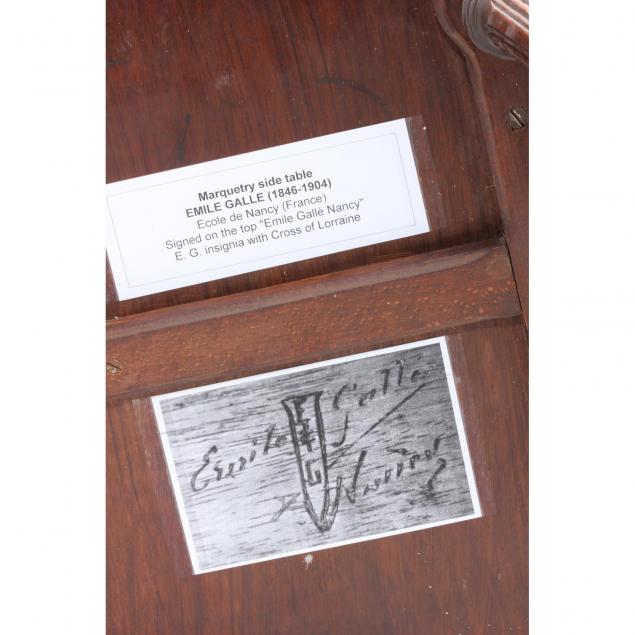 Marquetry side table
EMILE GALLE (1846-1904)
Ecole de Nancy (France)
Signed on the top "Emile Gallé Nancy"
E. G. insignia with Cross of Lorraine
Emile Gallé
E G
Nancy